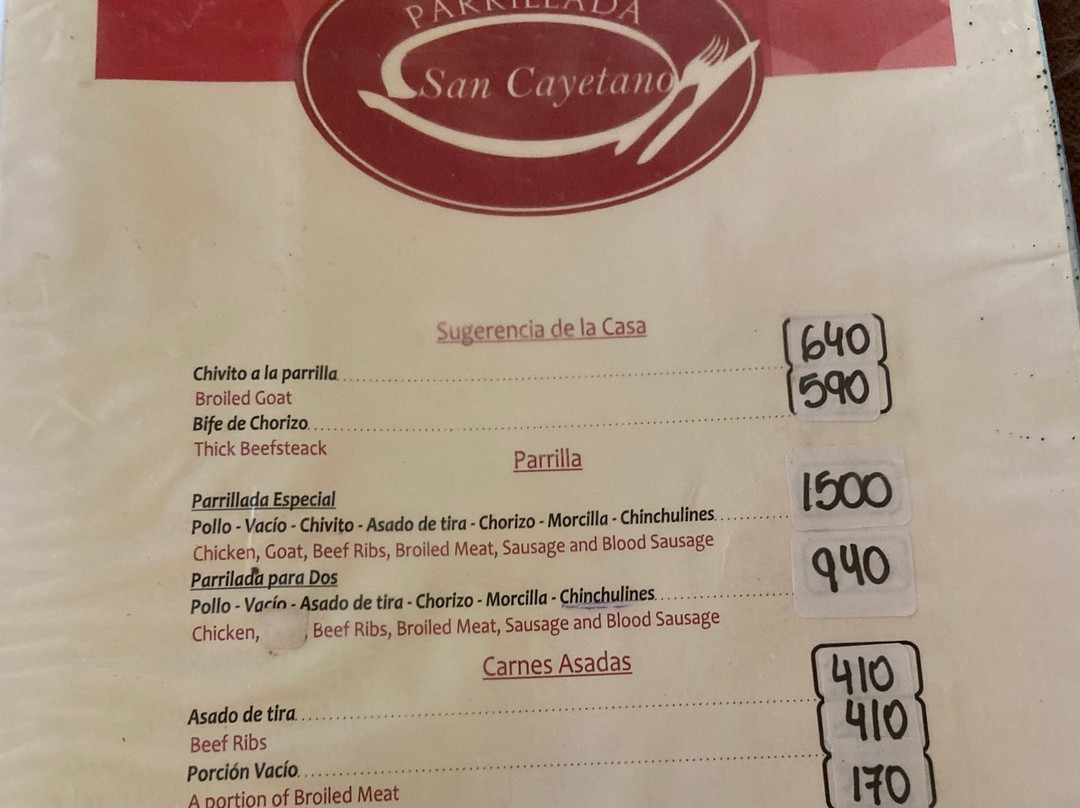 PARRILLADA
San Cayetano
Sugerencia de la Casa
640
Chivito a la parrilla
Broiled Goat
590
Bife de Chorizo
Thick Beefsteack
Parrilla
Parrillada Especial
1500
Pollo - Vacío - Chivito - Asado de tira - Chorizo - Morcilla - Chinchulines
Chicken, Goat, Beef Ribs, Broiled Meat, Sausage and Blood Sausage
Parrilada para Dos
940
Pollo - Vacío - Asado de tira - Chorizo - Morcilla - Chinchulines
Chicken, , Beef Ribs, Broiled Meat, Sausage and Blood Sausage
Carnes Asadas
410
Asado de tira
410
Beef Ribs
Porción Vacío
170
A portion of Broiled Meat